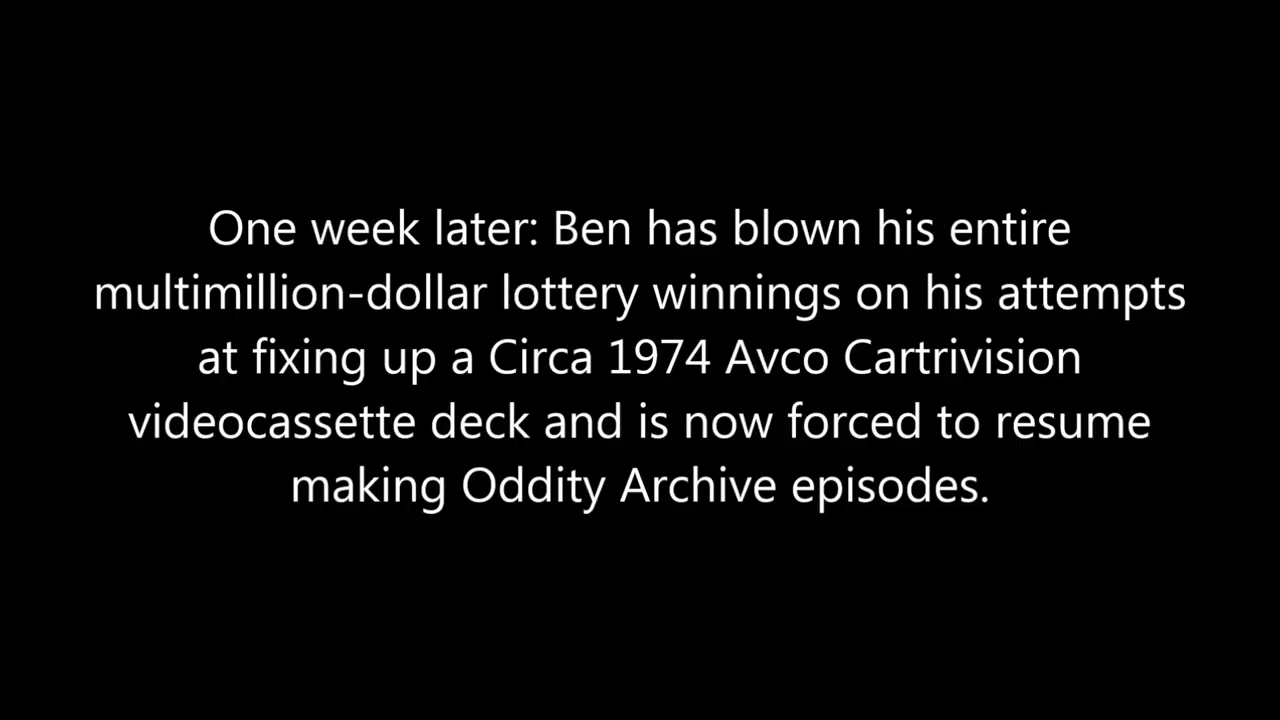 One week later: Ben has blown his entire
multimillion-dollar lottery winnings on his attempts
at fixing up a Circa 1974 Avco Cartrivision
videocassette deck and is now forced to resume
making Oddity Archive episodes.